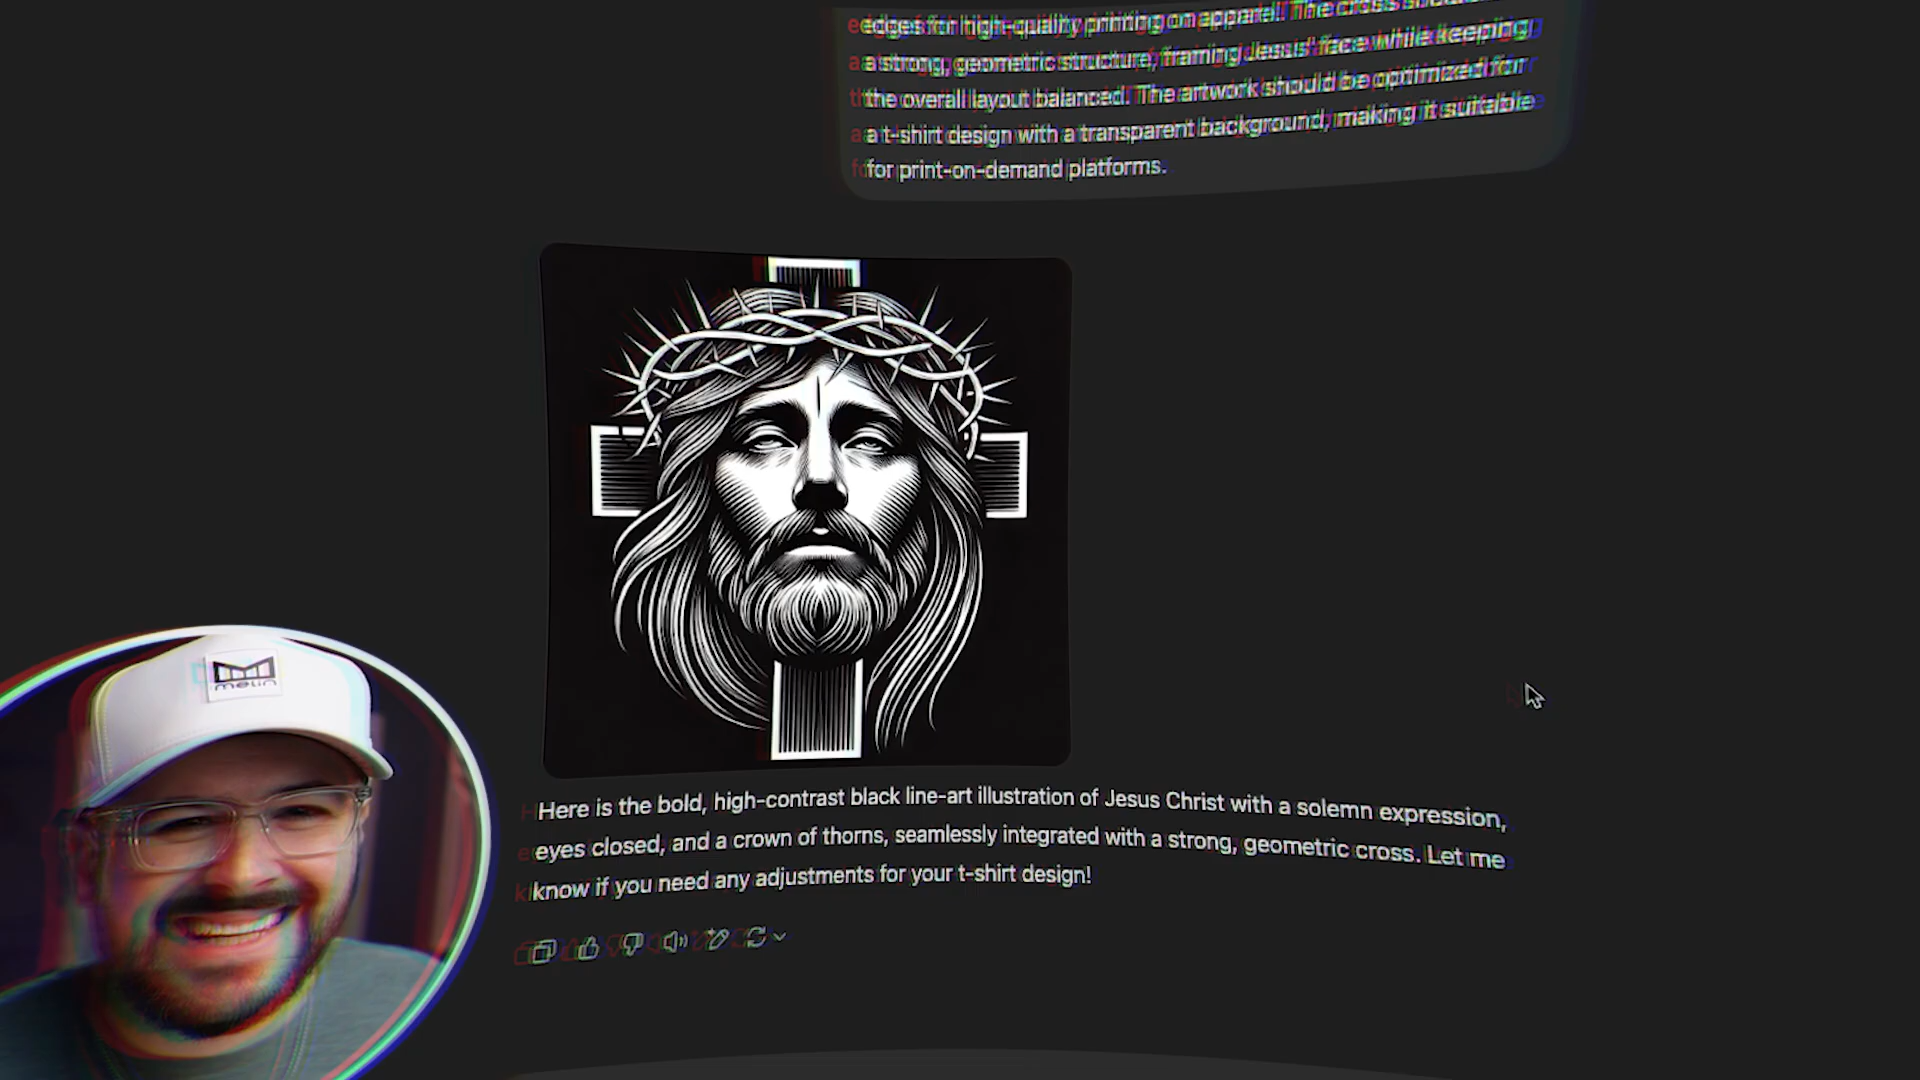 edges for high-quality printing on apparel. The cross should
a strong, geometric structure, framing Jesus' face while keeping
the overall layout balanced. The artwork should be optimized for
a t-shirt design with a transparent background, making it suitable
for print-on-demand platforms.
Here is the bold, high-contrast black line-art illustration of Jesus Christ with a solemn expression,
eyes closed, and a crown of thorns, seamlessly integrated with a strong, geometric cross. Let me
know if you need any adjustments for your t-shirt design!
melin